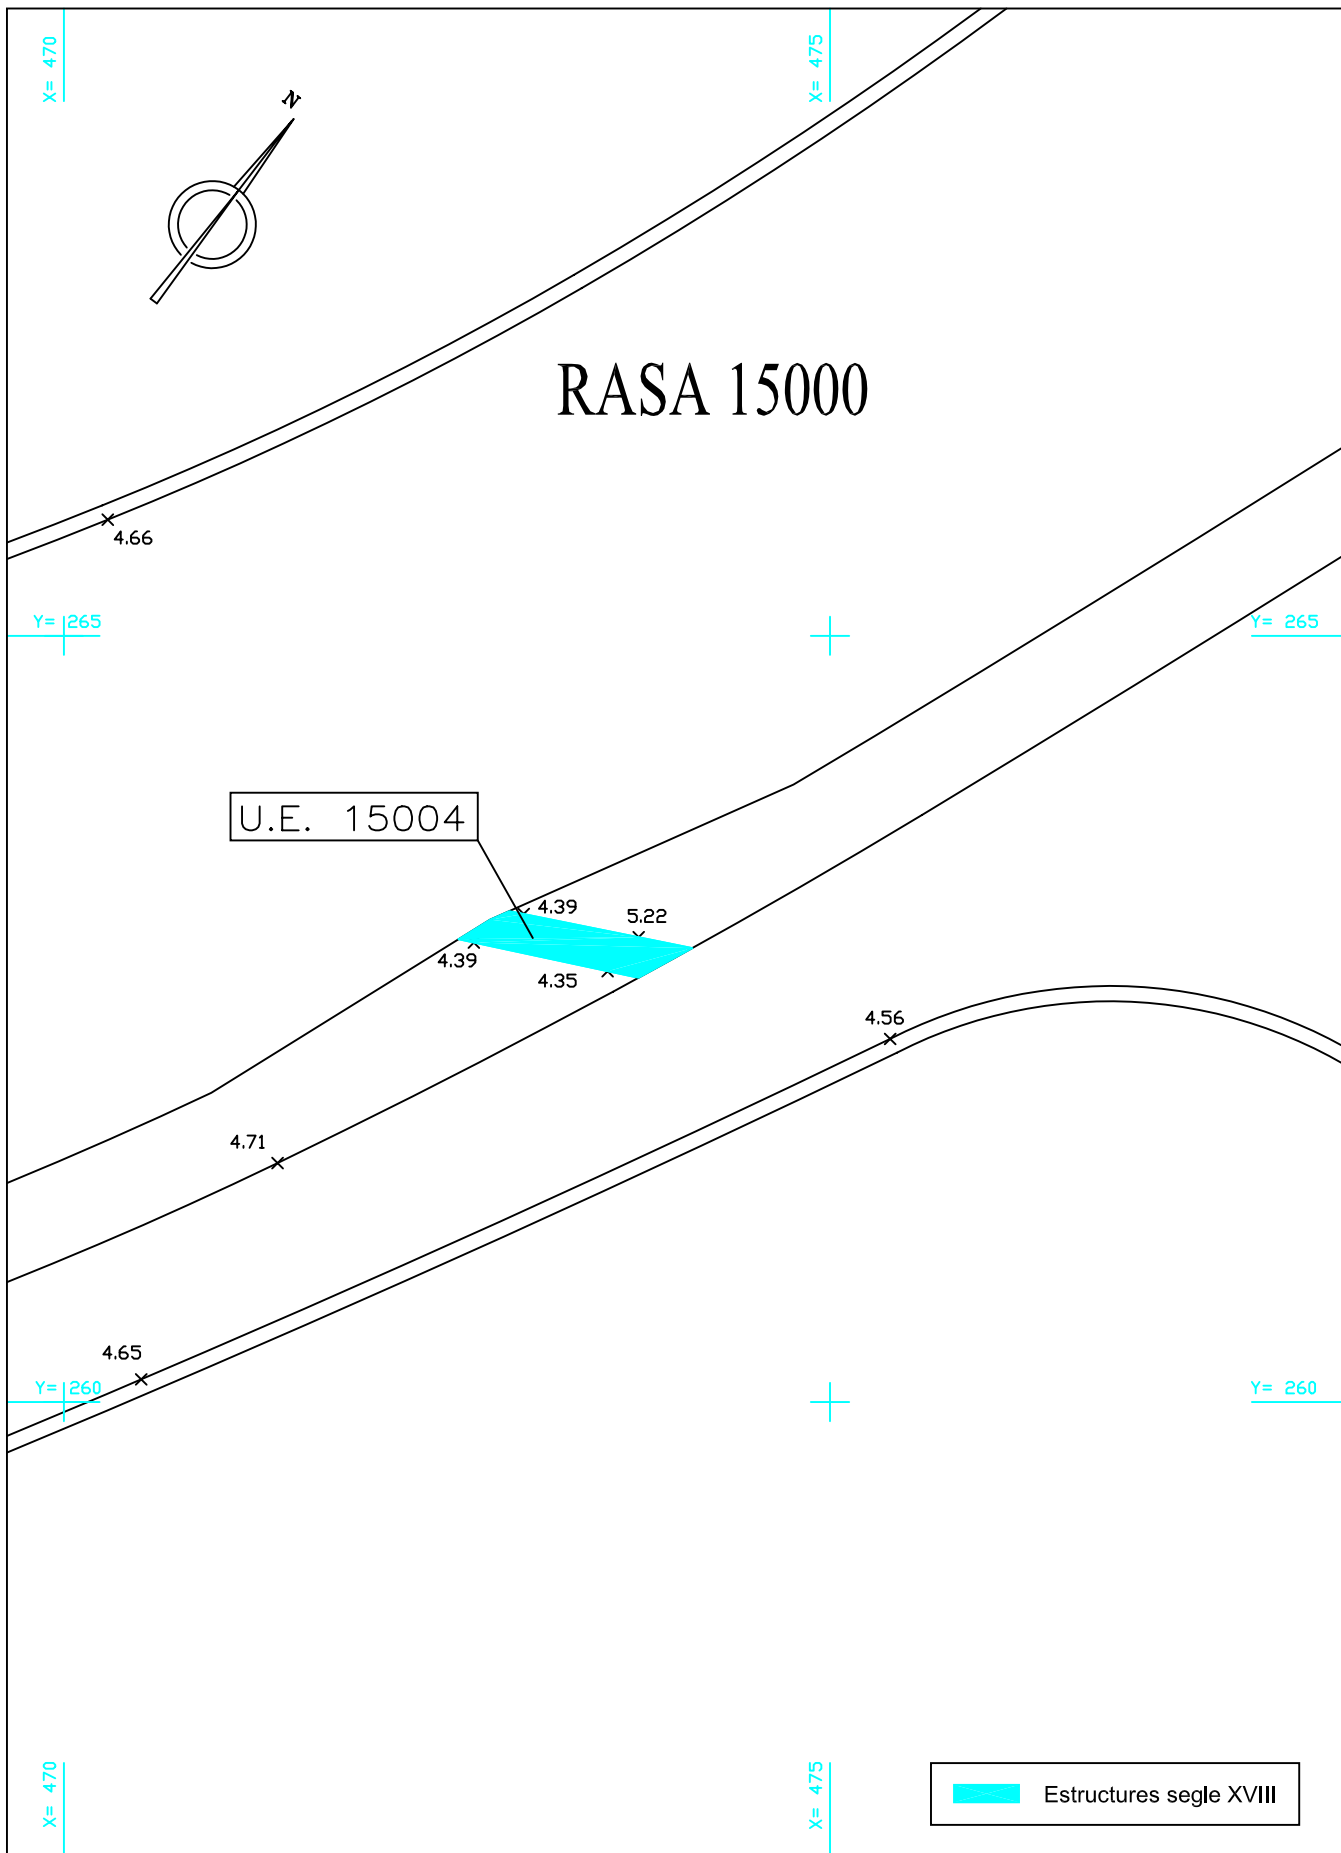 X= 470
X= 475
N
RASA 15000
4.66
Y= 265
Y= 265
U.E. 15004
4.39
5.22
4.39
4.35
4.56
4.71
4.65
Y= 260
Y= 260
X= 470
X= 475
Estructures segle XVIII